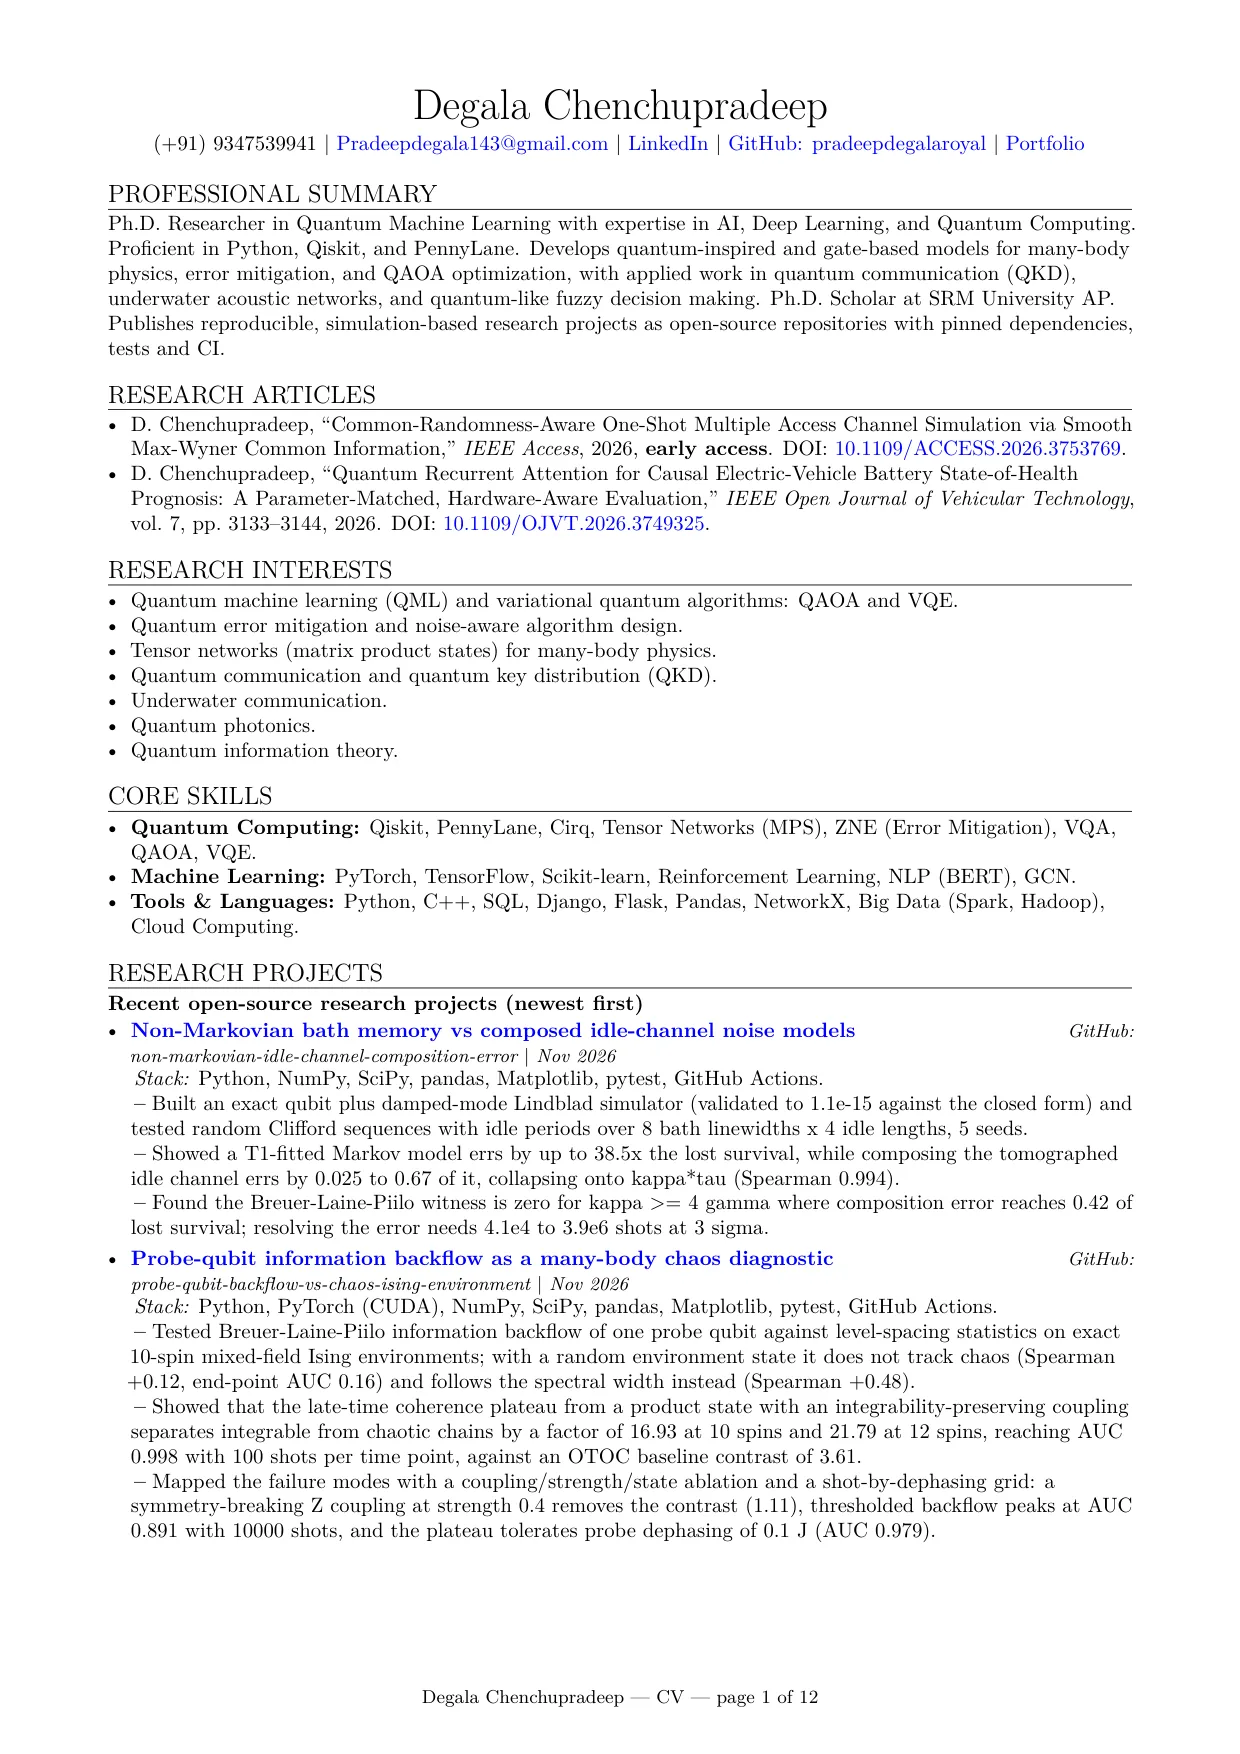 Degala Chenchupradeep
(+91) 9347539941 | Pradeepdegala143@gmail.com | LinkedIn | GitHub: pradeepdegalaroyal | Portfolio
PROFESSIONAL SUMMARY
Ph.D. Researcher in Quantum Machine Learning with expertise in AI, Deep Learning, and Quantum Computing.
Proficient in Python, Qiskit, and PennyLane. Develops quantum-inspired and gate-based models for many-body
physics, error mitigation, and QAOA optimization, with applied work in quantum communication (QKD),
underwater acoustic networks, and quantum-like fuzzy decision making. Ph.D. Scholar at SRM University AP.
Publishes reproducible, simulation-based research projects as open-source repositories with pinned dependencies,
tests and CI.
RESEARCH ARTICLES
• D. Chenchupradeep, “Common-Randomness-Aware One-Shot Multiple Access Channel Simulation via Smooth
Max-Wyner Common Information,” IEEE Access, 2026, early access. DOI: 10.1109/ACCESS.2026.3753769.
• D. Chenchupradeep, “Quantum Recurrent Attention for Causal Electric-Vehicle Battery State-of-Health
Prognosis: A Parameter-Matched, Hardware-Aware Evaluation,” IEEE Open Journal of Vehicular Technology,
vol. 7, pp. 3133–3144, 2026. DOI: 10.1109/OJVT.2026.3749325.
RESEARCH INTERESTS
• Quantum machine learning (QML) and variational quantum algorithms: QAOA and VQE.
• Quantum error mitigation and noise-aware algorithm design.
• Tensor networks (matrix product states) for many-body physics.
• Quantum communication and quantum key distribution (QKD).
• Underwater communication.
• Quantum photonics.
• Quantum information theory.
CORE SKILLS
• Quantum Computing: Qiskit, PennyLane, Cirq, Tensor Networks (MPS), ZNE (Error Mitigation), VQA,
QAOA, VQE.
• Machine Learning: PyTorch, TensorFlow, Scikit-learn, Reinforcement Learning, NLP (BERT), GCN.
• Tools & Languages: Python, C++, SQL, Django, Flask, Pandas, NetworkX, Big Data (Spark, Hadoop),
Cloud Computing.
RESEARCH PROJECTS
Recent open-source research projects (newest first)
• Non-Markovian bath memory vs composed idle-channel noise models GitHub:
non-markovian-idle-channel-composition-error | Nov 2026
Stack: Python, NumPy, SciPy, pandas, Matplotlib, pytest, GitHub Actions.
– Built an exact qubit plus damped-mode Lindblad simulator (validated to 1.1e-15 against the closed form) and
tested random Clifford sequences with idle periods over 8 bath linewidths x 4 idle lengths, 5 seeds.
– Showed a T1-fitted Markov model errs by up to 38.5x the lost survival, while composing the tomographed
idle channel errs by 0.025 to 0.67 of it, collapsing onto kappa*tau (Spearman 0.994).
– Found the Breuer-Laine-Piilo witness is zero for kappa >= 4 gamma where composition error reaches 0.42 of
lost survival; resolving the error needs 4.1e4 to 3.9e6 shots at 3 sigma.
• Probe-qubit information backflow as a many-body chaos diagnostic GitHub:
probe-qubit-backflow-vs-chaos-ising-environment | Nov 2026
Stack: Python, PyTorch (CUDA), NumPy, SciPy, pandas, Matplotlib, pytest, GitHub Actions.
– Tested Breuer-Laine-Piilo information backflow of one probe qubit against level-spacing statistics on exact
10-spin mixed-field Ising environments; with a random environment state it does not track chaos (Spearman
+0.12, end-point AUC 0.16) and follows the spectral width instead (Spearman +0.48).
– Showed that the late-time coherence plateau from a product state with an integrability-preserving coupling
separates integrable from chaotic chains by a factor of 16.93 at 10 spins and 21.79 at 12 spins, reaching AUC
0.998 with 100 shots per time point, against an OTOC baseline contrast of 3.61.
– Mapped the failure modes with a coupling/strength/state ablation and a shot-by-dephasing grid: a
symmetry-breaking Z coupling at strength 0.4 removes the contrast (1.11), thresholded backflow peaks at AUC
0.891 with 10000 shots, and the plateau tolerates probe dephasing of 0.1 J (AUC 0.979).
Degala Chenchupradeep — CV — page 1 of 12